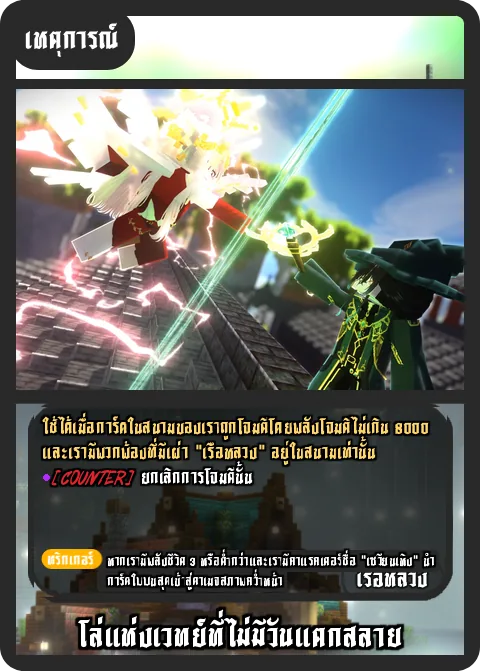 เหตุการณ์
ใช้ได้เมื่อการ์ดในสนามของเราถูกโจมตีโดยพลังโจมตีไม่เกิน 8000
และเรามีพวกพ้องที่มีเผ่า "เรือหลวง" อยู่ในสนามเท่านั้น
[COUNTER] ยกเลิกการโจมตีนั้น
ทริกเกอร์ หากเรามีพลังชีวิต 3 หรือต่ำกว่าและเรามีคาแรคเตอร์ชื่อ "เซวียนเทิง" นำ
การ์ดใบบนสุดเข้าสู่ดาเมจสภาพคว่ำหน้า
เรือหลวง
โล่แห่งเวทย์ที่ไม่มีวันแตกสลาย